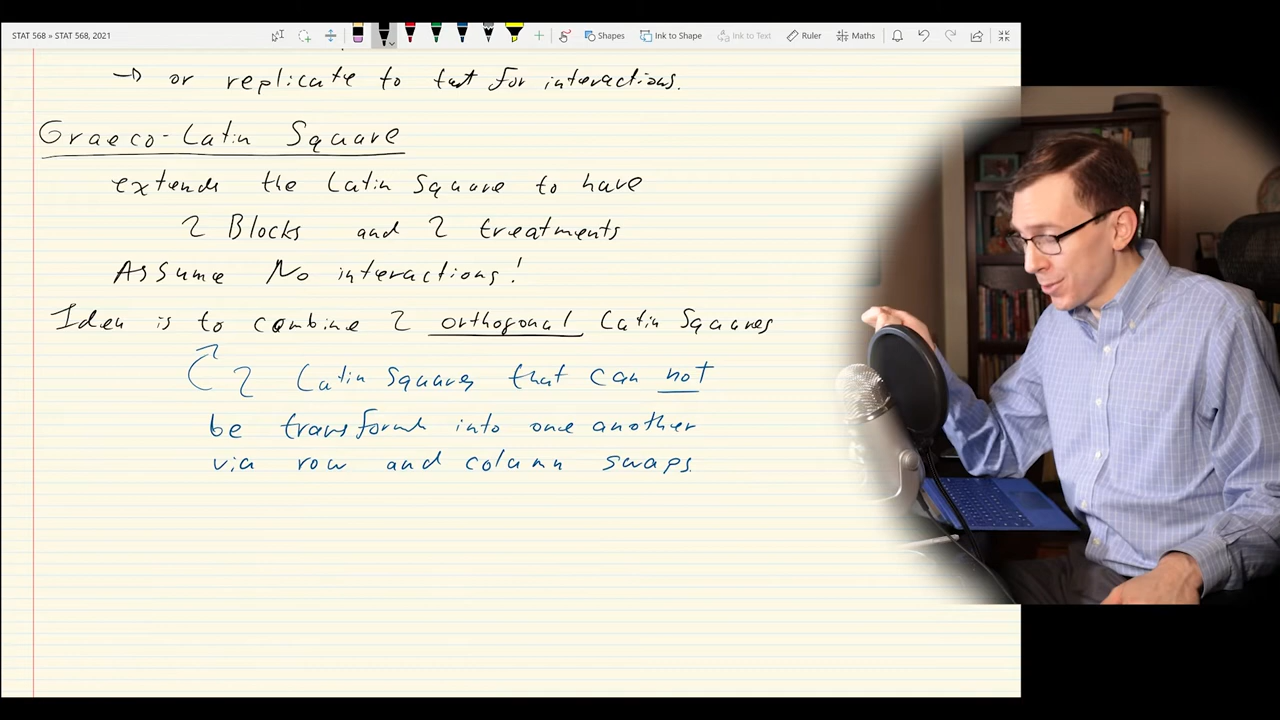 STAT 568 » STAT 568, 2021
Shapes
Ink to Shape
Ink to Text
Ruler
Maths
→ or replicate to test for interactions.
Graeco-Latin Square
extends the Latin Square to have
2 Blocks and 2 treatments
Assume No interactions!
Idea is to combine 2 orthogonal Latin Squares
2 Latin Squares that can not
be transformed into one another
via row and column swaps.